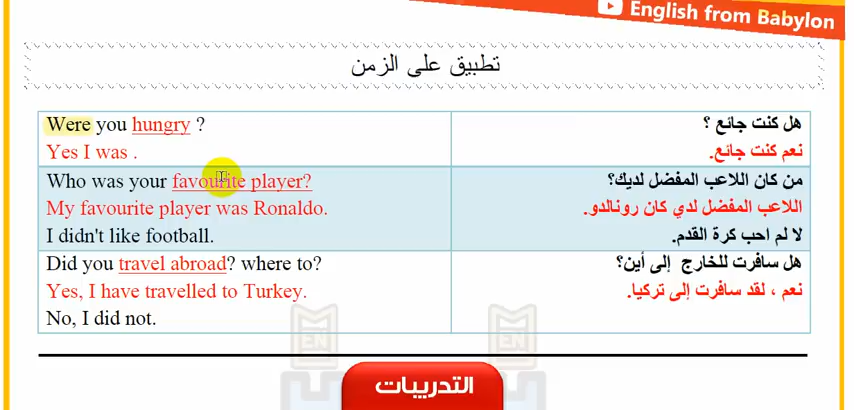 English from Babylon
تطبيق على الزمن
Were you hungry ?
هل كنت جائع ؟
Yes I was .
نعم كنت جائع.
Who was your favourite player?
من كان اللاعب المفضل لديك؟
My favourite player was Ronaldo.
اللاعب المفضل لدي كان رونالدو.
I didn't like football.
لا لم احب كرة القدم.
Did you travel abroad? where to?
هل سافرت للخارج إلى أين؟
Yes, I have travelled to Turkey.
نعم ، لقد سافرت إلى تركيا.
No, I did not.
EN
EN
التدريبات